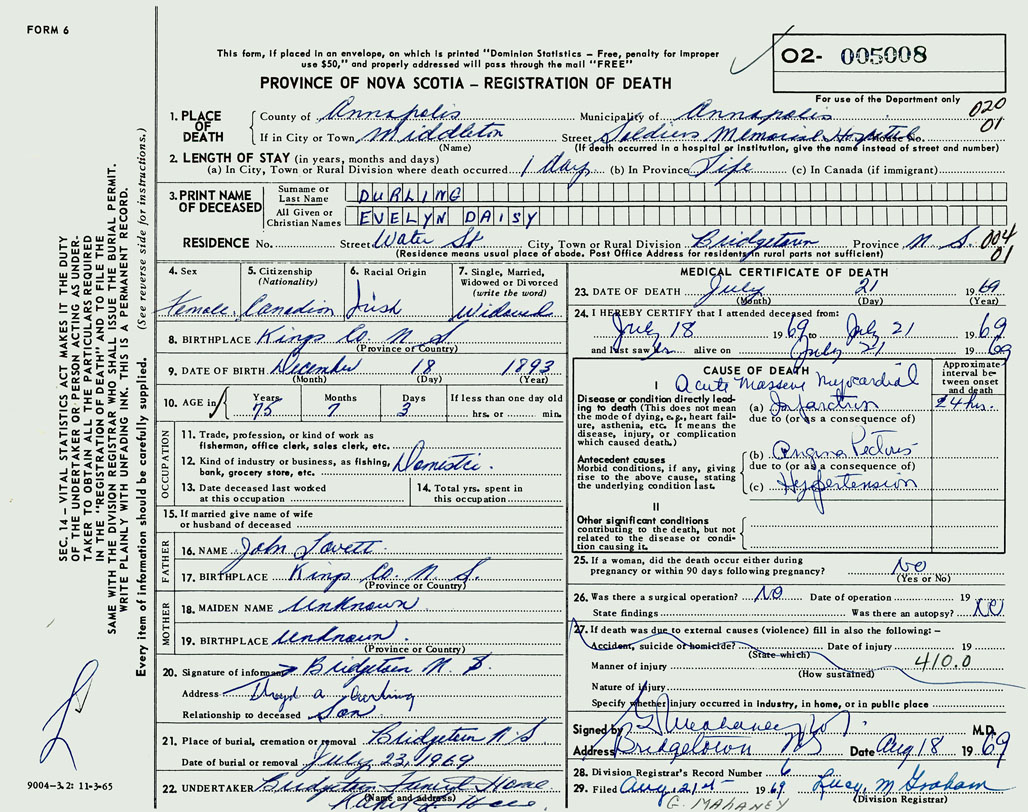 FORM 6
This form, if placed in an envelope, on which is printed "Dominion Statistics – Free, penalty for improper
use $50," and properly addressed will pass through the mail "FREE"
PROVINCE OF NOVA SCOTIA – REGISTRATION OF DEATH
O2- 005008
For use of the Department only
020
01
1. PLACE OF DEATH
County of Annapolis Municipality of Annapolis
If in City or Town Middleton Street Soldiers Memorial Hospital No.
(Name) (If death occurred in a hospital or institution, give the name instead of street and number)
2. LENGTH OF STAY (in years, months and days)
(a) In City, Town or Rural Division where death occurred 1 day (b) In Province Life (c) In Canada (if immigrant)
3. PRINT NAME OF DECEASED
Surname or Last Name DURLING
All Given or Christian Names EVELYN DAISY
RESIDENCE No. Street Water St City, Town or Rural Division Bridgetown Province N. S. 004
01
(Residence means usual place of abode. Post Office Address for residents in rural parts not sufficient)
4. Sex Female
5. Citizenship (Nationality) Canadian
6. Racial Origin Irish
7. Single, Married, Widowed or Divorced (write the word) Widowed
8. BIRTHPLACE Kings Co. N. S.
(Province or Country)
9. DATE OF BIRTH December 18 1893
(Month) (Day) (Year)
10. AGE in Years 75 Months 7 Days 3 If less than one day old
hrs. or min.
OCCUPATION
11. Trade, profession, or kind of work as
fisherman, office clerk, sales clerk, etc.
12. Kind of industry or business, as fishing,
bank, grocery store, etc. Domestic.
13. Date deceased last worked
at this occupation
14. Total yrs. spent in
this occupation
15. If married give name of wife
or husband of deceased
FATHER
16. NAME John Lovett
17. BIRTHPLACE Kings Co. N. S.
(Province or Country)
MOTHER
18. MAIDEN NAME Unknown
19. BIRTHPLACE Unknown
(Province or Country)
20. Signature of informant Bridgetown N. S.
Address
Relationship to deceased Son
21. Place of burial, cremation or removal Bridgetown N S
Date of burial or removal July 23, 1969
22. UNDERTAKER Bridgetown Funeral Home
(Name and address)
MEDICAL CERTIFICATE OF DEATH
23. DATE OF DEATH July 21 1969
(Month) (Day) (Year)
24. I HEREBY CERTIFY that I attended deceased from:
July 18 1969 to July 21 1969
and last saw her alive on July 21 1969
CAUSE OF DEATH
Approximate interval between onset and death
I
Disease or condition directly leading to death (This does not mean the mode of dying, e.g., heart failure, asthenia, etc. It means the disease, injury, or complication which caused death.)
Acute Massive Myocardial
(a) Infarction 24 hrs.
due to (or as a consequence of)
Antecedent causes
Morbid conditions, if any, giving rise to the above cause, stating the underlying condition last.
(b) Angina Pectoris
due to (or as a consequence of)
(c) Hypertension
II
Other significant conditions
contributing to the death, but not
related to the disease or condition causing it.
25. If a woman, did the death occur either during
pregnancy or within 90 days following pregnancy? No
(Yes or No)
26. Was there a surgical operation? No Date of operation 19
State findings Was there an autopsy? No
27. If death was due to external causes (violence) fill in also the following: –
Accident, suicide or homicide? Date of injury 19
(State which) 410.0
Manner of injury
(How sustained)
Nature of injury
Specify whether injury occurred in industry, in home, or in public place
Signed by G Mahaney M.D.
Address Bridgetown NS Date Aug 18 1969
28. Division Registrar's Record Number 6
29. Filed Aug 21st 1969 Lucy M Graham
(Division Registrar)
G. MAHANEY
SEC. 14 – VITAL STATISTICS ACT MAKES IT THE DUTY
OF THE UNDERTAKER OR PERSON ACTING AS UNDER-
TAKER TO OBTAIN ALL THE PARTICULARS REQUIRED
IN THE "REGISTRATION OF DEATH" AND TO FILE THE
SAME WITH THE DIVISION REGISTRAR WHO SHALL ISSUE THE BURIAL PERMIT.
WRITE PLAINLY WITH UNFADING INK. THIS IS A PERMANENT RECORD.
Every item of information should be carefully supplied. (See reverse side for instructions.)
9004-3.2: 11-3-65